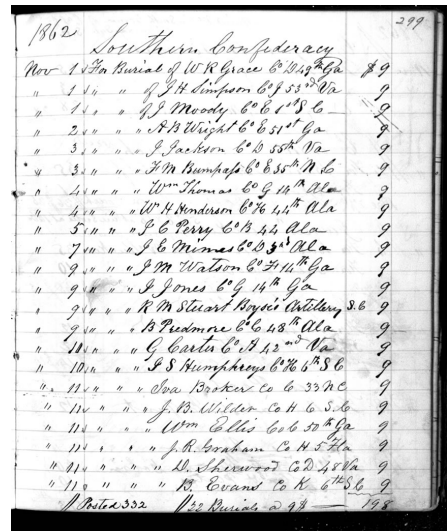 299
1862
Southern Confederacy
Nov 1 For Burial of W R Grace Co D 49th Ga $ 9
" 1 " " of J H Simpson Co I 53rd Va 9
" 1 " " of J Moody Co E 1st S C 9
" 2 " " " A B Wright Co E 51st Ga 9
" 3 " " " J Jackson Co D 55th Va 9
" 3 " " " F M Bumpass Co E 35th N C 9
" 4 " " " Wm Thomas Co G 14th Ala 9
" 4 " " " W H Henderson Co K 44th Ala 9
" 5 " " " J C Perry Co B 44 Ala 9
" 7 " " " J E Mimes Co D 3rd Ala 9
" 9 " " " J M Watson Co F 14th Ga 9
" 9 " " " J Jones Co G 14th Ga 9
" 9 " " " R M Stuart Artillery S.C 9
" 9 " " " B Predmore Co C 48th Ala 9
" 10 " " " G Carter Co A 42nd Va 9
" 10 " " " J S Humphreys Co K 6th S C 9
" 11 " " " Iva Booker Co C 33 N C 9
" 11 " " " J. B. Wilder Co H 6 S.C 9
" 11 " " " Wm Ellis Co C 50th Ga 9
" 11 " " " J. R. Graham Co H 5 Fla 9
" 11 " " " D. Sherwood Co D 48 Va 9
" 11 " " " B. Evans Co K 6th S.C 9
Posted 332 22 Burials a 9$ — 198